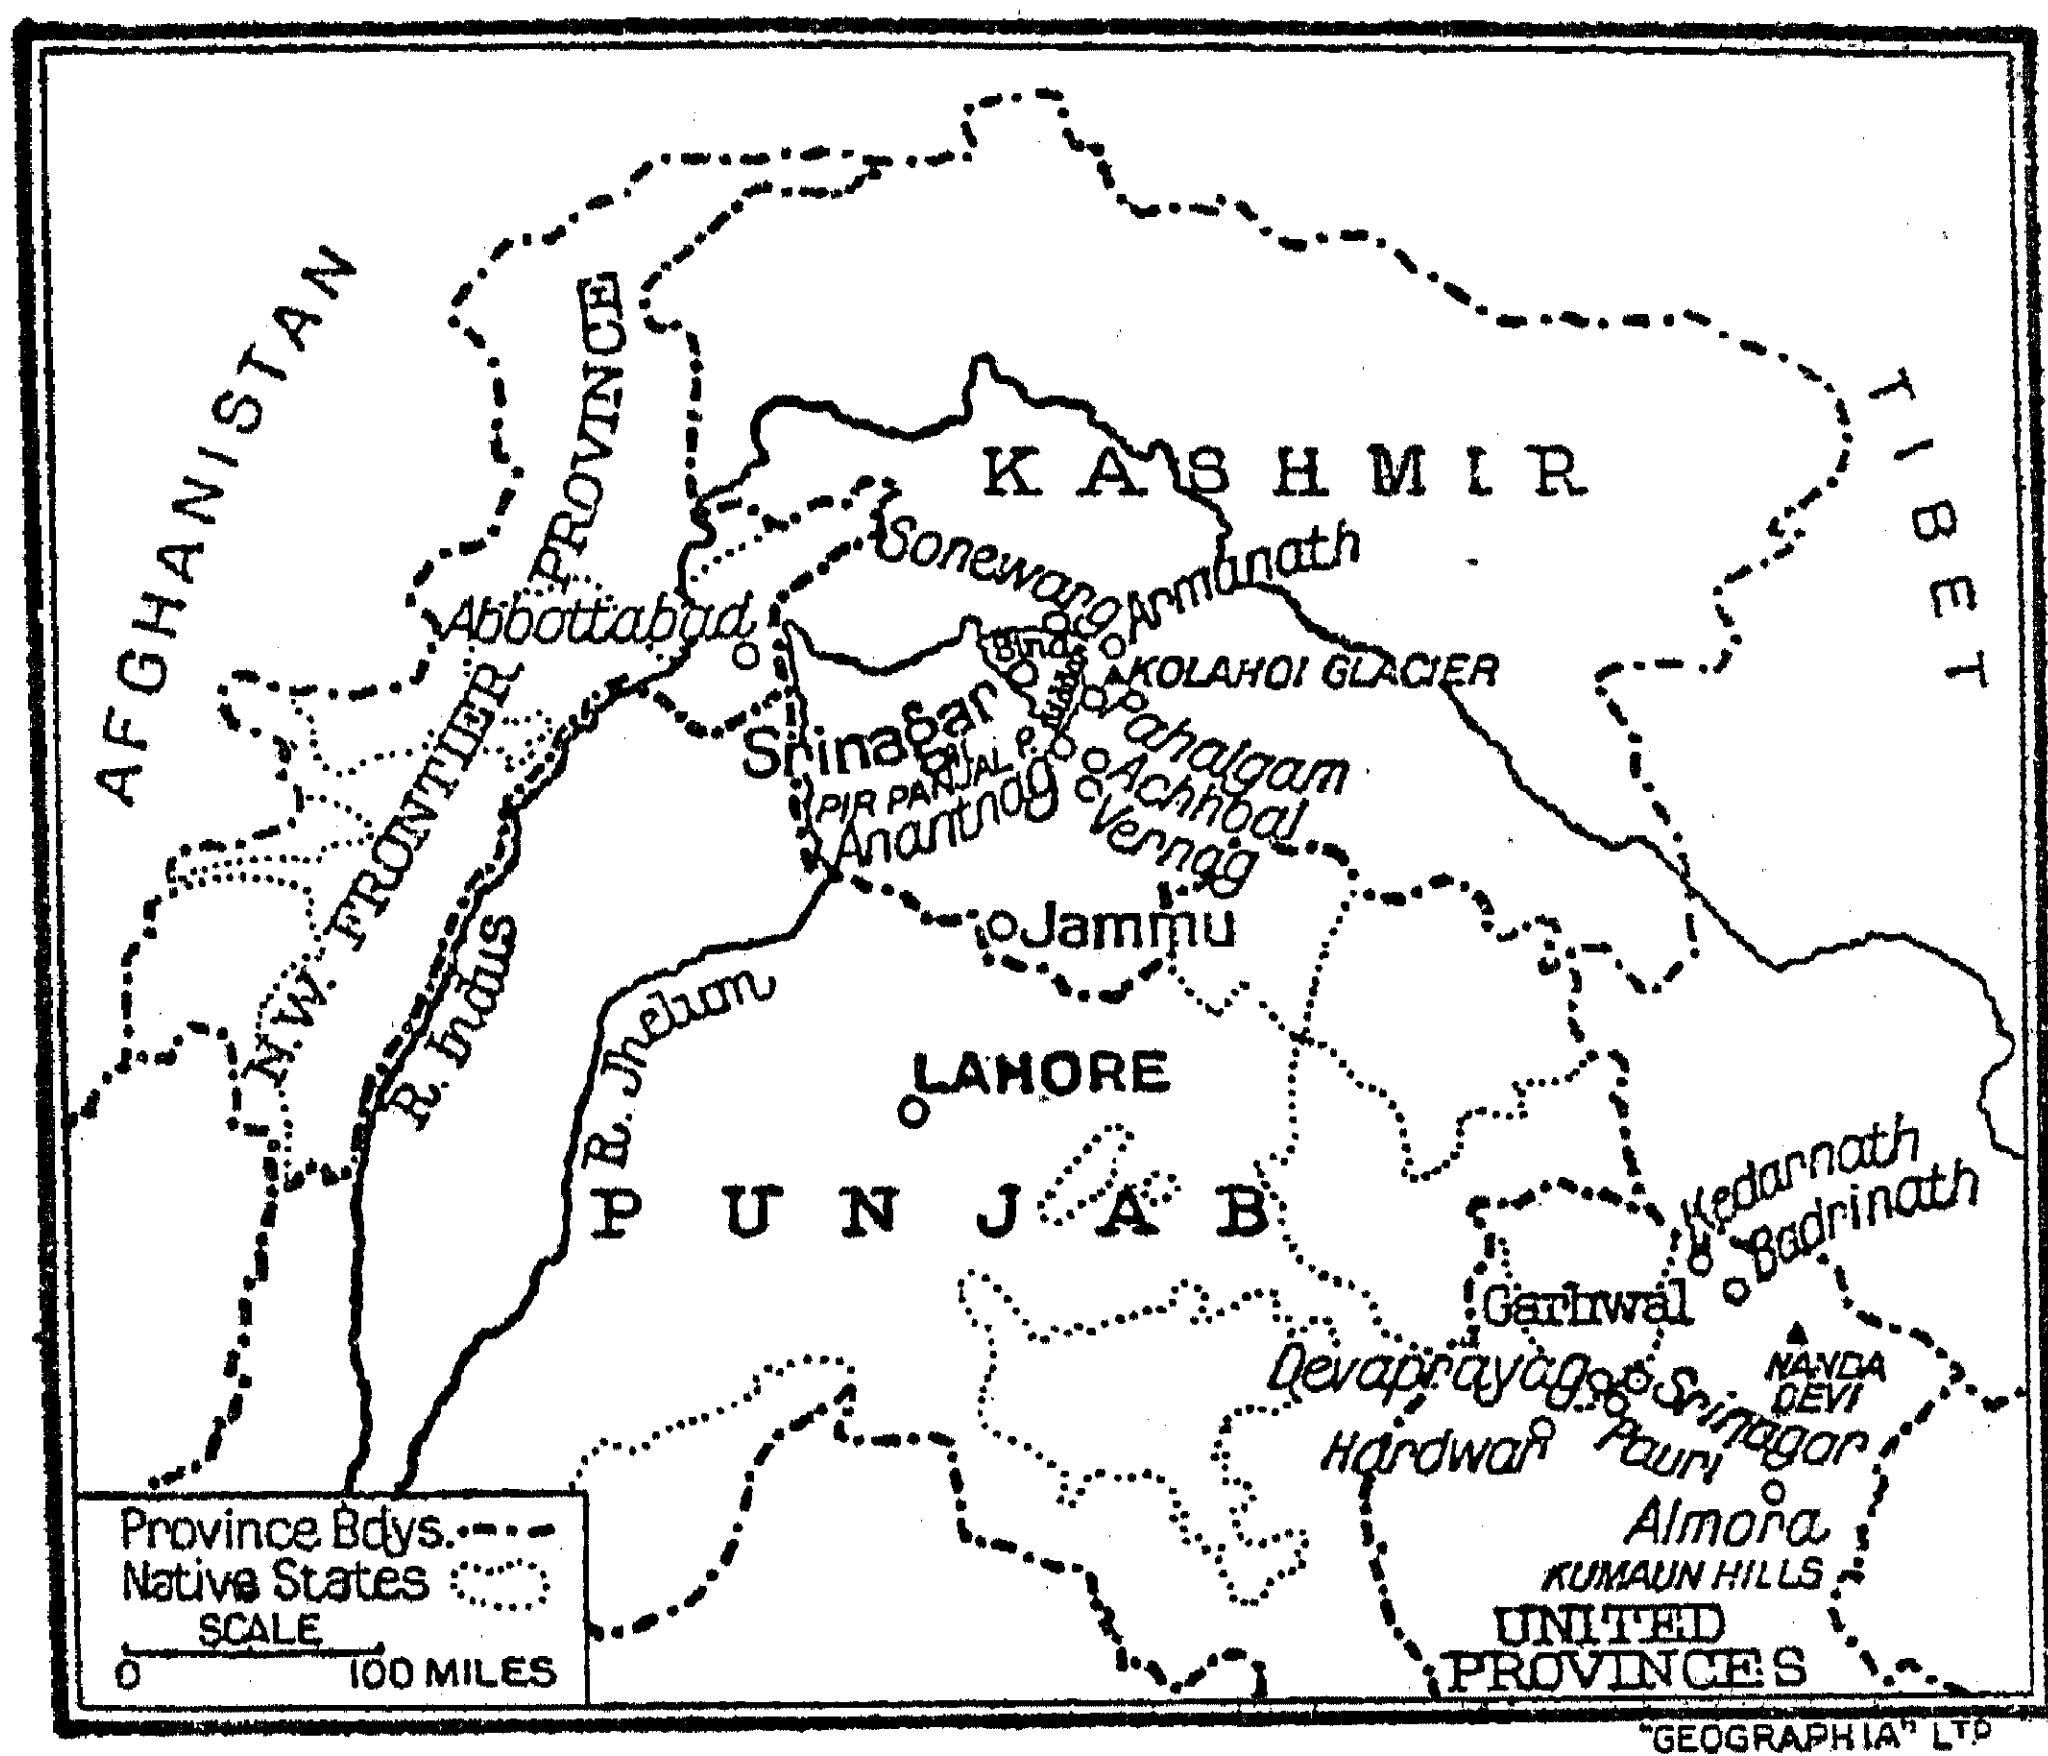 AFGHANISTAN
N.W. FRONTIER PROVINCE
KASHMIR
TIBET
Sonewarg
Armanath
Abbottabad
KOLAHOI GLACIER
Srinagar
Pahalgam
PIR PANJAL P.
Achhbal
Anantnag
Vernag
Jammu
R. Indus
R. Jhelum
LAHORE
PUNJAB
Kedarnath
Badrinath
Garhwal
NANDA
DEVI
Devaprayag
Srinagar
Hardwar
Pauri
Almora
KUMAUN HILLS
UNITED
PROVINCES
Province Bdys.
Native States
SCALE
0 100 MILES
"GEOGRAPHIA" LTD